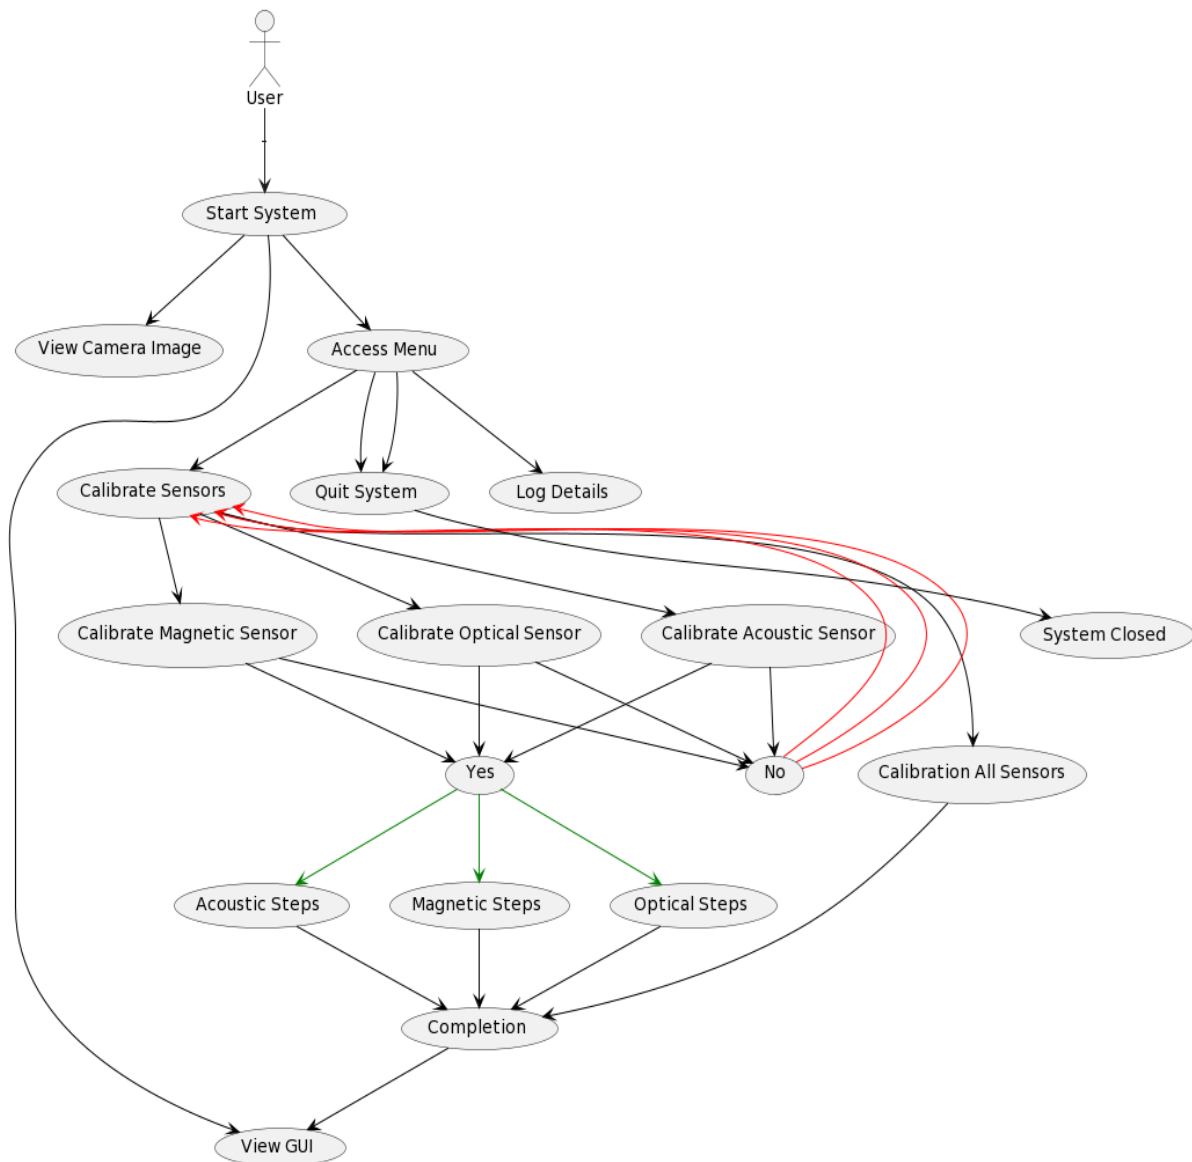 User
Start System
View Camera Image
Access Menu
Calibrate Sensors
Quit System
Log Details
Calibrate Magnetic Sensor
Calibrate Optical Sensor
Calibrate Acoustic Sensor
System Closed
Yes
No
Calibration All Sensors
Acoustic Steps
Magnetic Steps
Optical Steps
Completion
View GUI